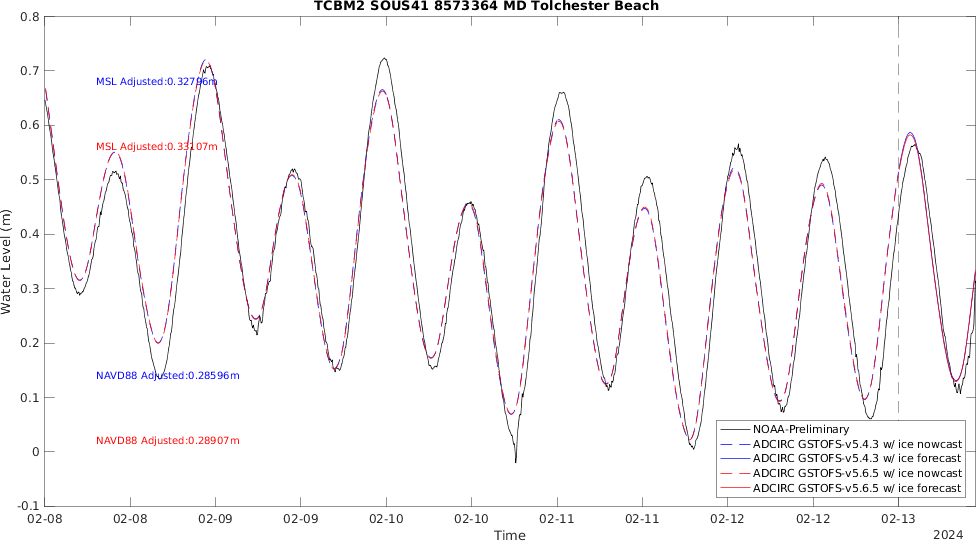 TCBM2 SOUS41 8573364 MD Tolchester Beach
0.8
0.7
0.6
0.5
0.4
0.3
0.2
0.1
0
-0.1
Water Level (m)
MSL Adjusted:0.32796m
MSL Adjusted:0.33107m
NAVD88 Adjusted:0.28596m
NAVD88 Adjusted:0.28907m
NOAA-Preliminary
ADCIRC GSTOFS-v5.4.3 w/ ice nowcast
ADCIRC GSTOFS-v5.4.3 w/ ice forecast
ADCIRC GSTOFS-v5.6.5 w/ ice nowcast
ADCIRC GSTOFS-v5.6.5 w/ ice forecast
02-08 02-08 02-09 02-09 02-10 02-10 02-11 02-11 02-12 02-12 02-13
Time
2024